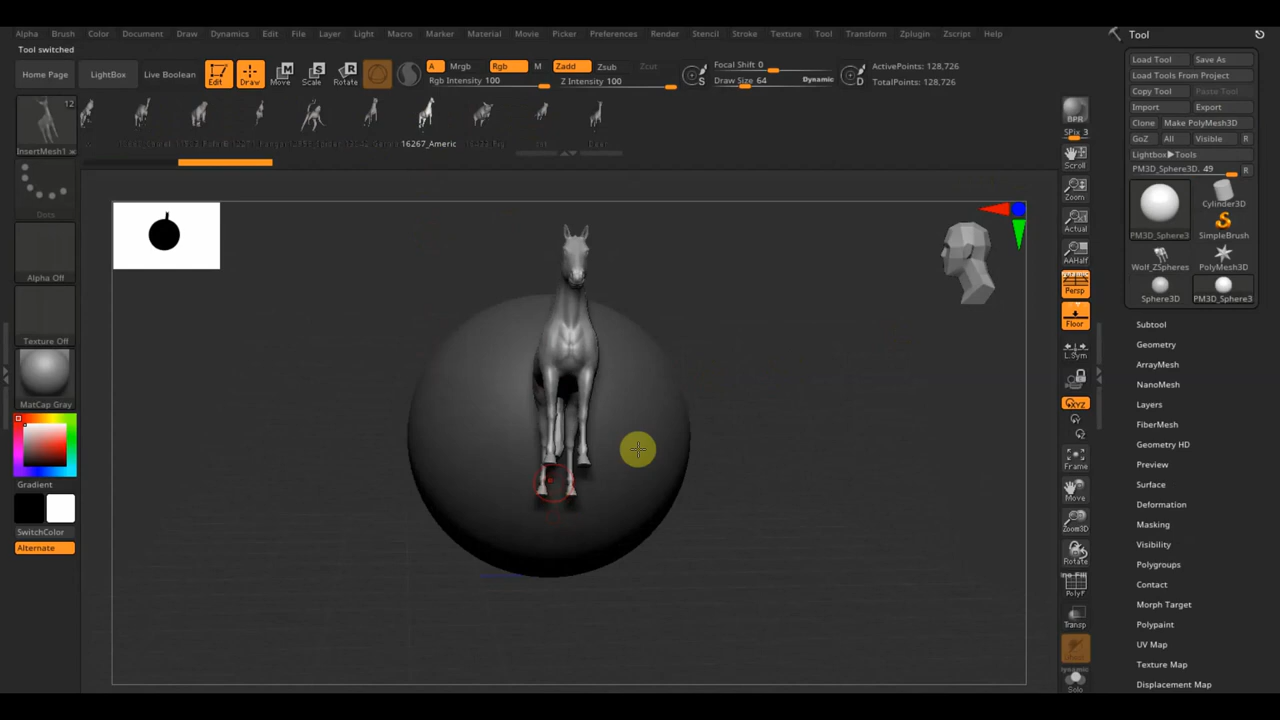 Alpha Brush Color Document Draw Dynamics Edit File Layer Light Macro Marker Material Movie Picker Preferences Render Stencil Stroke Texture Tool Transform Zplugin Zscript Help
Tool
Tool switched
Home Page
LightBox
Live Boolean
Edit
Draw
Move
Scale
Rotate
A
Mrgb
Rgb
M
Rgb Intensity 100
Zadd
Zsub
Zcut
Z Intensity 100
S
Focal Shift 0
Draw Size 64
Dynamic
D
ActivePoints: 128,726
TotalPoints: 128,726
12
InsertMesh1
16267_Americ
Deer
Dots
Alpha Off
Texture Off
MatCap Gray
Gradient
SwitchColor
Alternate
BPR
SPix 3
Scroll
Zoom
Actual
AAHalf
Persp
Floor
L.Sym
XYZ
Y
Z
Frame
Move
Zoom3D
Rotate
PolyF
Transp
Solo
Load Tool
Save As
Load Tools From Project
Copy Tool
Paste Tool
Import
Export
Clone
Make PolyMesh3D
GoZ
All
Visible
R
Lightbox▶Tools
PM3D_Sphere3D. 49
R
PM3D_Sphere3
Cylinder3D
SimpleBrush
Wolf_ZSpheres
PolyMesh3D
Sphere3D
PM3D_Sphere3
Subtool
Geometry
ArrayMesh
NanoMesh
Layers
FiberMesh
Geometry HD
Preview
Surface
Deformation
Masking
Visibility
Polygroups
Contact
Morph Target
Polypaint
UV Map
Texture Map
Displacement Map